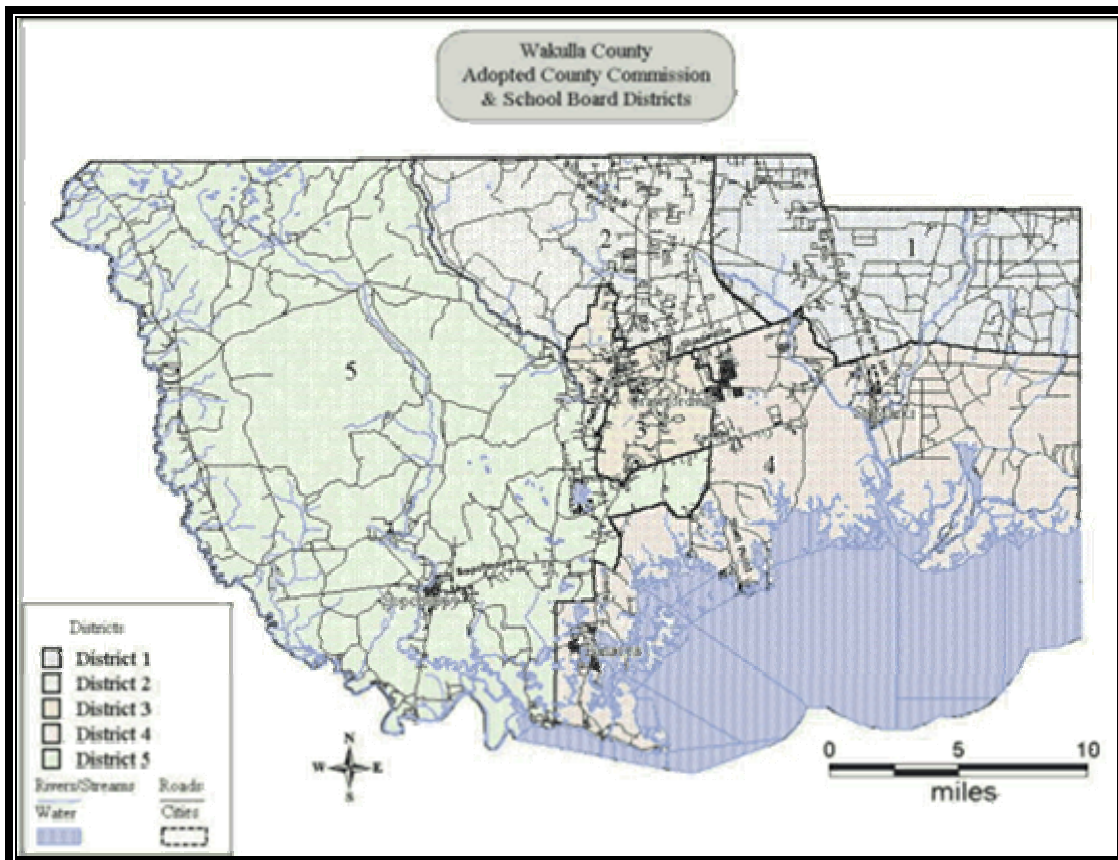 Wakulla County
Adopted County Commission
& School Board Districts
2
1
5
3
4
Districts
District 1
District 2
District 3
District 4
District 5
Rivers/Streams
Roads
Water
Cities
N
W E
S
0 5 10
miles